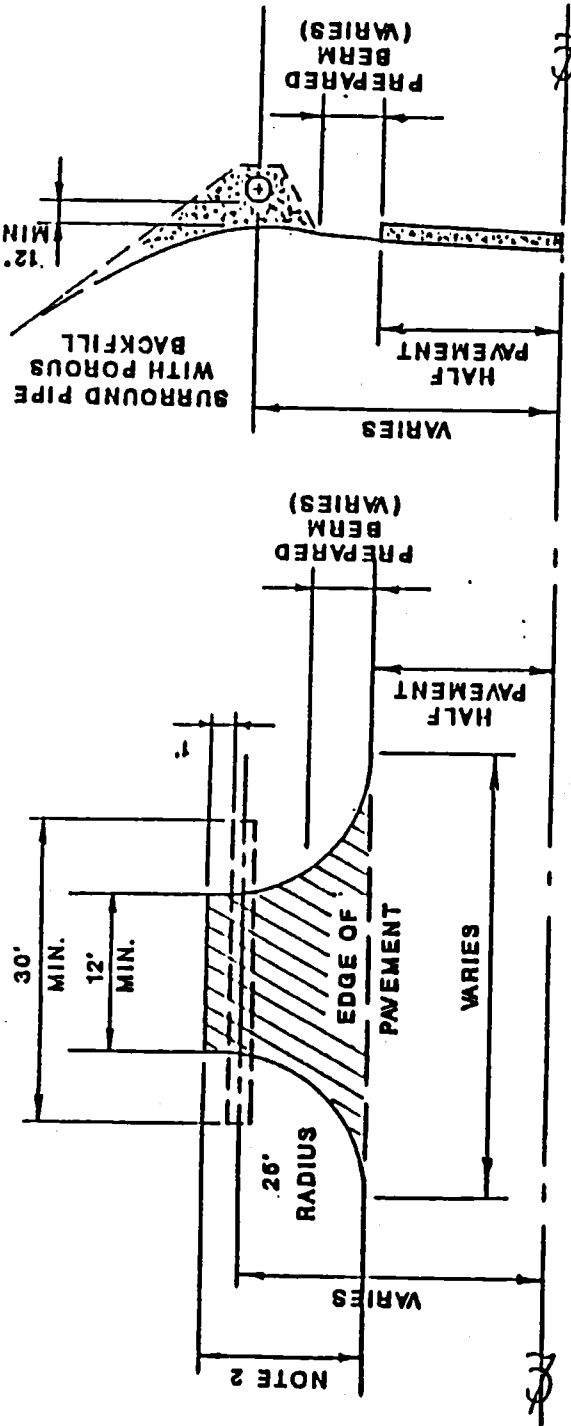 PREPARED
BERM
(VARIES)
12"
MIN
SURROUND PIPE
WITH POROUS
BACKFILL
HALF
PAVEMENT
VARIES
PREPARED
BERM
(VARIES)
HALF
PAVEMENT
1'
30'
MIN.
12'
MIN.
EDGE OF
PAVEMENT
VARIES
25'
RADIUS
VARIES
NOTE 2